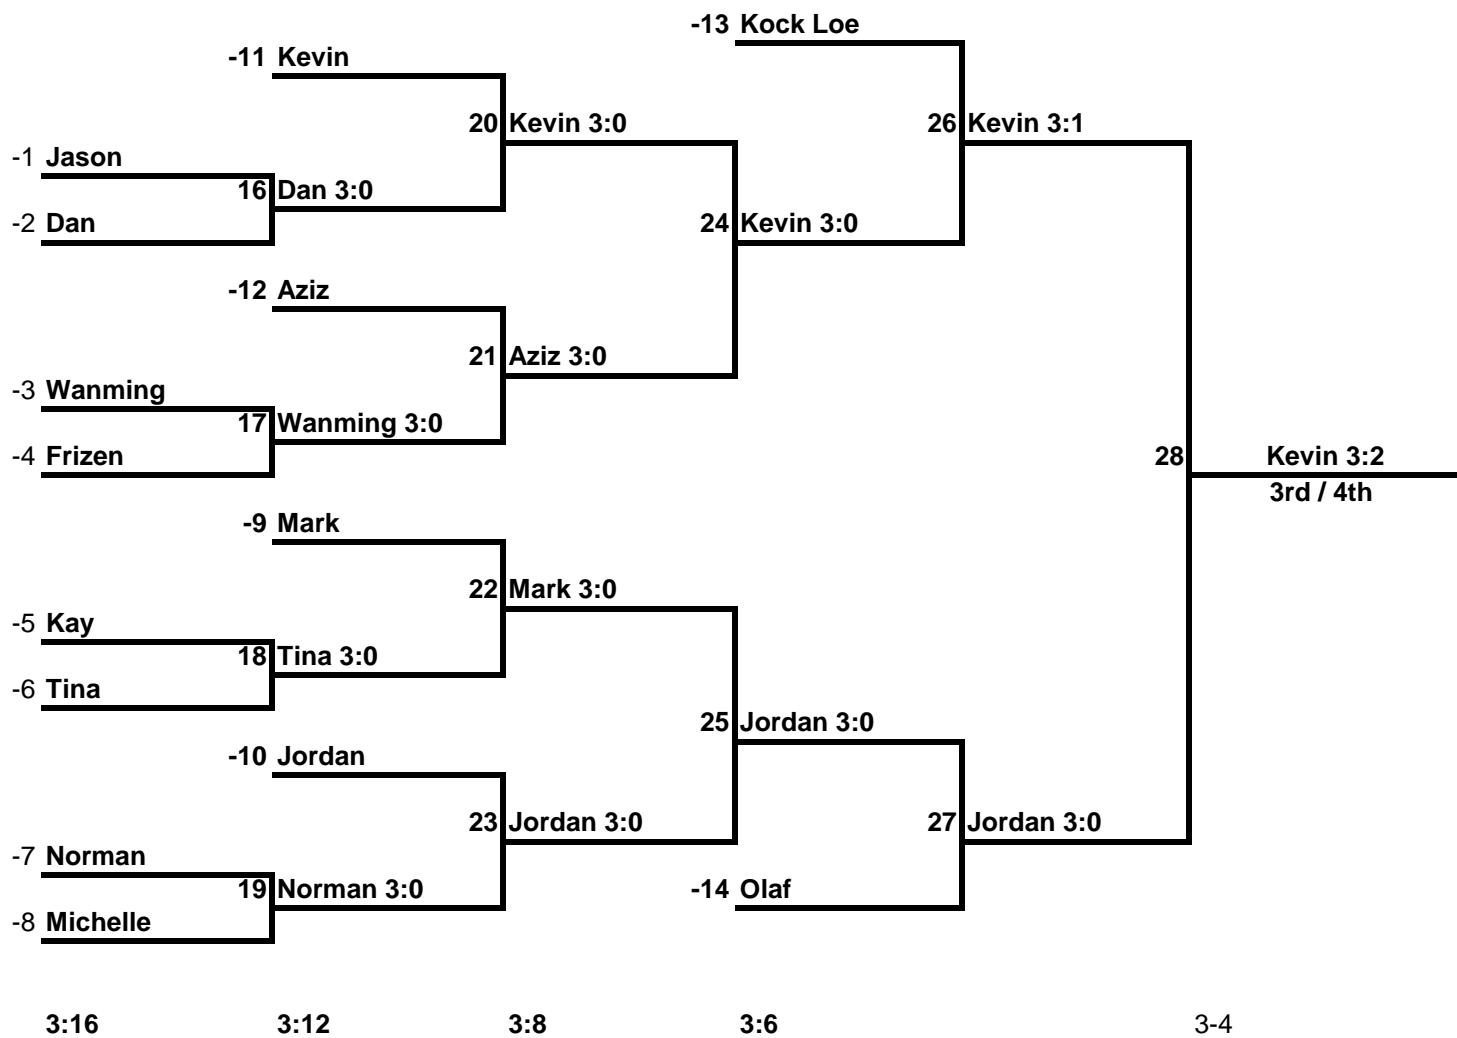 -13 Kock Loe
-11 Kevin
20 Kevin 3:0
26 Kevin 3:1
-1 Jason
16 Dan 3:0
-2 Dan
24 Kevin 3:0
-12 Aziz
21 Aziz 3:0
-3 Wanming
17 Wanming 3:0
-4 Frizen
28 Kevin 3:2
3rd / 4th
-9 Mark
22 Mark 3:0
-5 Kay
18 Tina 3:0
-6 Tina
25 Jordan 3:0
-10 Jordan
23 Jordan 3:0
27 Jordan 3:0
-7 Norman
19 Norman 3:0
-14 Olaf
-8 Michelle
3:16 3:12 3:8 3:6 3-4